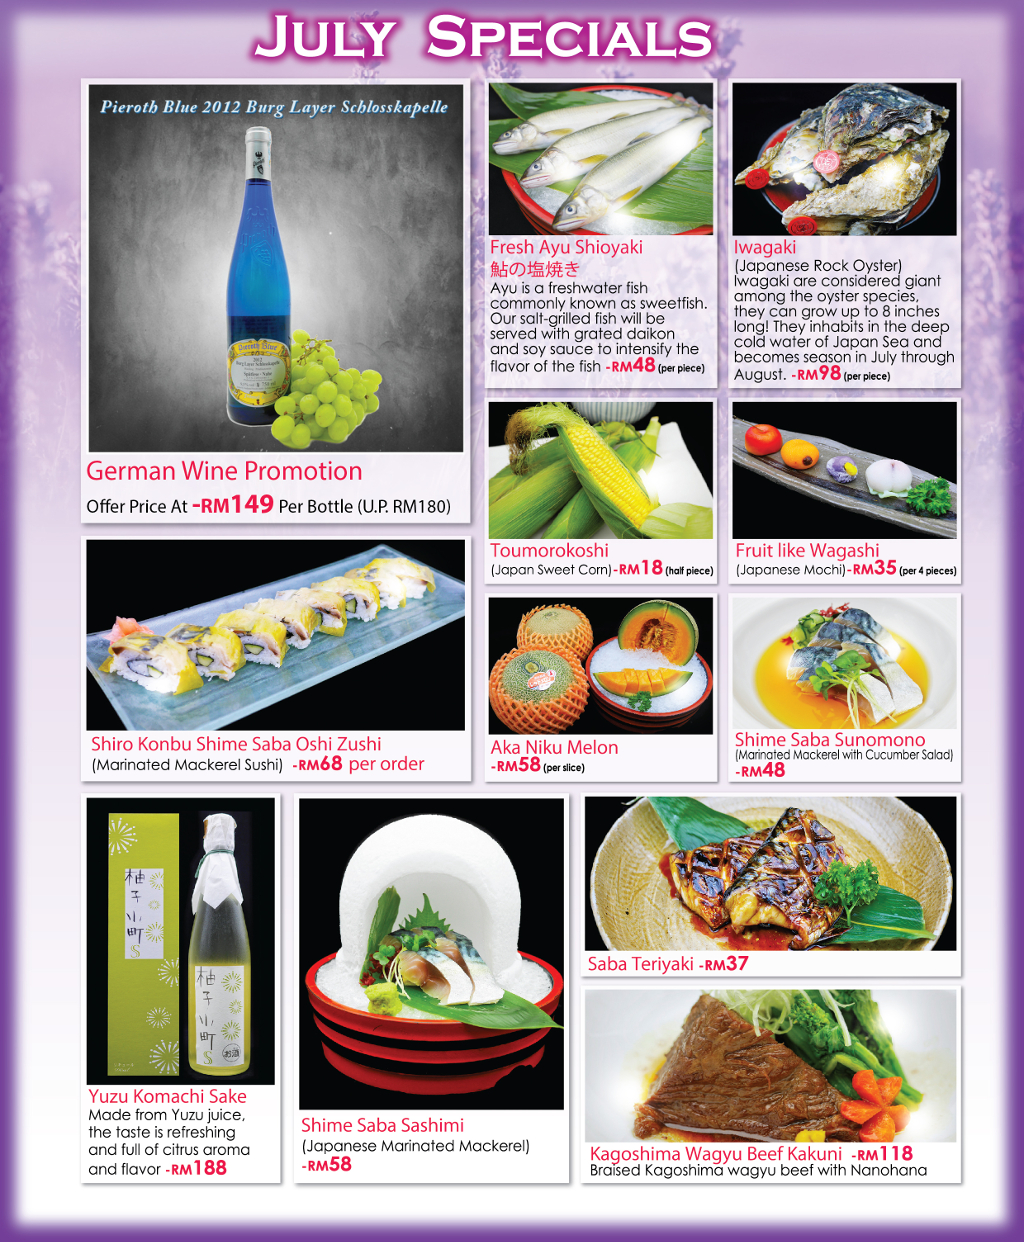 July Specials
Pieroth Blue 2012 Burg Layer Schlosskapelle
Pieroth Blue
2012
German Wine Promotion
Offer Price At -RM149 Per Bottle (U.P. RM180)
Fresh Ayu Shioyaki
鮎の塩焼き
Ayu is a freshwater fish
commonly known as sweetfish.
Our salt-grilled fish will be
served with grated daikon
and soy sauce to intensify the
flavor of the fish -RM48 (per piece)
Iwagaki
(Japanese Rock Oyster)
Iwagaki are considered giant
among the oyster species,
they can grow up to 8 inches
long! They inhabits in the deep
cold water of Japan Sea and
becomes season in July through
August. -RM98 (per piece)
Toumorokoshi
(Japan Sweet Corn)-RM18 (half piece)
Fruit like Wagashi
(Japanese Mochi)-RM35 (per 4 pieces)
Shiro Konbu Shime Saba Oshi Zushi
(Marinated Mackerel Sushi) -RM68 per order
Aka Niku Melon
-RM58 (per slice)
Shime Saba Sunomono
(Marinated Mackerel with Cucumber Salad)
-RM48
柚子小町S
柚子小町S
お酒
Yuzu Komachi Sake
Made from Yuzu juice,
the taste is refreshing
and full of citrus aroma
and flavor -RM188
Shime Saba Sashimi
(Japanese Marinated Mackerel)
-RM58
Saba Teriyaki -RM37
Kagoshima Wagyu Beef Kakuni -RM118
Braised Kagoshima wagyu beef with Nanohana